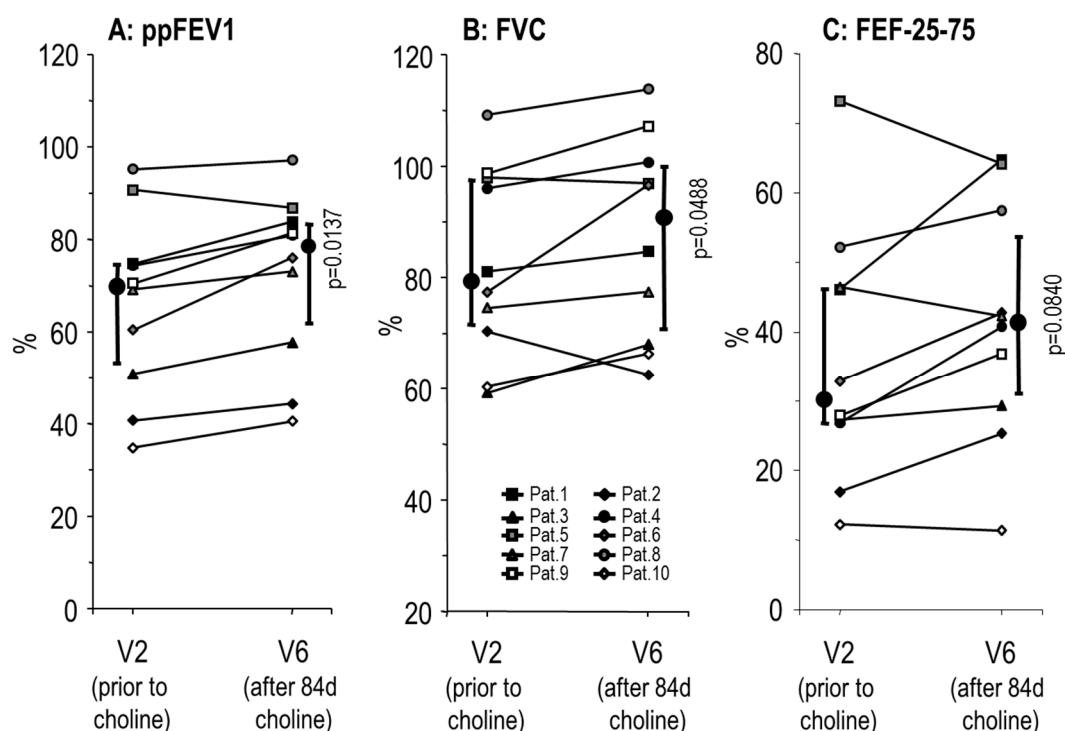 A: ppFEV1
120
100
80
60
40
20
0
%
p=0.0137
V2
(prior to
choline)
V6
(after 84d
choline)
B: FVC
120
100
80
60
40
20
%
p=0.0488
Pat.1
Pat.2
Pat.3
Pat.4
Pat.5
Pat.6
Pat.7
Pat.8
Pat.9
Pat.10
V2
(prior to
choline)
V6
(after 84d
choline)
C: FEF-25-75
80
60
40
20
0
%
p=0.0840
V2
(prior to
choline)
V6
(after 84d
choline)